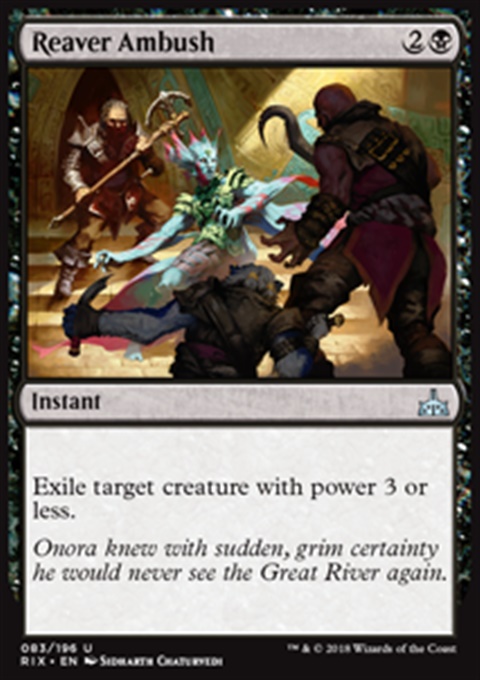 Reaver Ambush 2
Instant
Exile target creature with power 3 or
less.
Onora knew with sudden, grim certainty
he would never see the Great River again.
083/196 U
RIX • EN Sidharth Chaturvedi
™ & © 2018 Wizards of the Coast